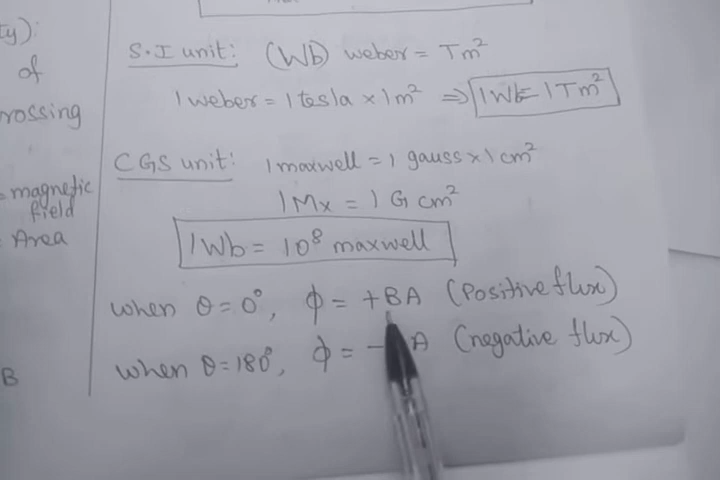 ty):
of
rossing
magnetic
field
Area
B
S.I unit: (Wb) weber = Tm²
1 weber = 1 tesla × 1 m² ⇒ 1 Wb = 1 Tm²
CGS unit: 1 maxwell = 1 gauss × 1 cm²
1 Mx = 1 G cm²
1 Wb = 10⁸ maxwell
when θ = 0°, ϕ = +BA (Positive flux)
when θ = 180°, ϕ = - A (negative flux)